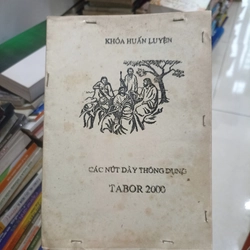 KHÓA HUẤN LUYỆN
CÁC NÚT DÂY THÔNG DỤNG
TABOR 2000